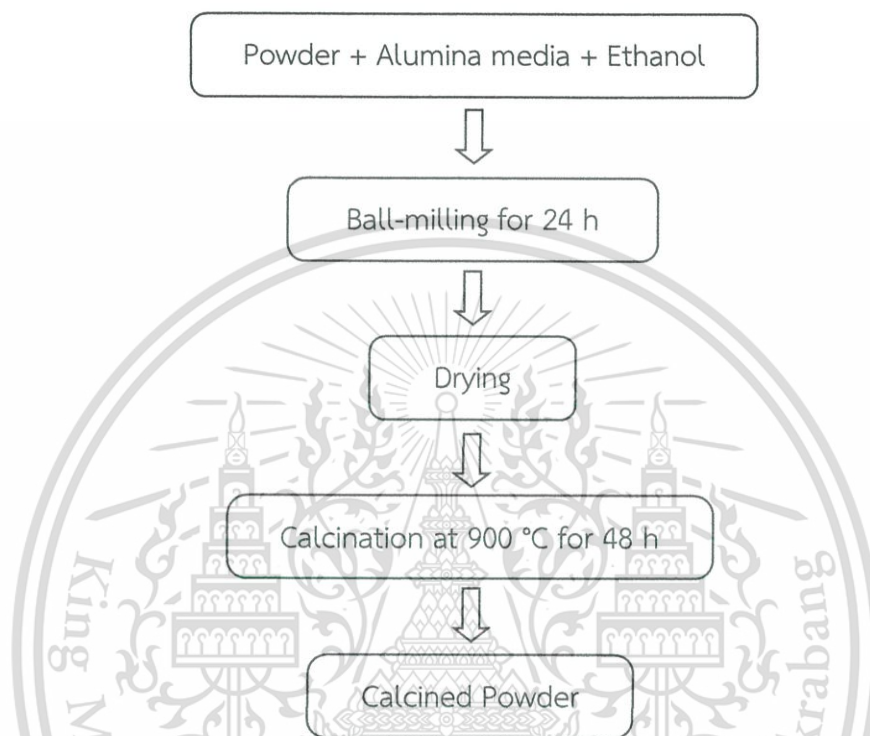 Powder + Alumina media + Ethanol
Ball-milling for 24 h
Drying
Calcination at 900 °C for 48 h
Calcined Powder
King M
krabang